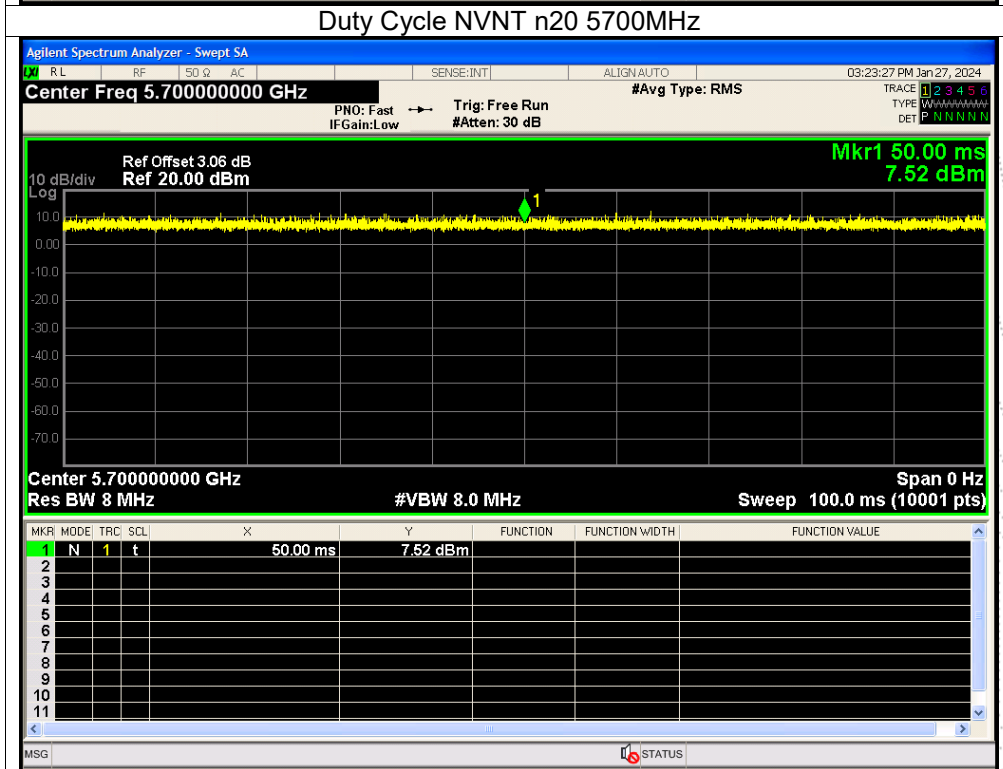 Duty Cycle NVNT n20 5700MHz
Agilent Spectrum Analyzer - Swept SA
LXI RL RF 50 Ω AC SENSE:INT ALIGN AUTO 03:23:27 PM Jan 27, 2024
Center Freq 5.700000000 GHz #Avg Type: RMS TRACE 1 2 3 4 5 6
PNO: Fast Trig: Free Run TYPE W
IFGain:Low #Atten: 30 dB DET P N N N N N
Mkr1 50.00 ms
Ref Offset 3.06 dB
10 dB/div Ref 20.00 dBm 7.52 dBm
Log
1
10.0
0.00
-10.0
-20.0
-30.0
-40.0
-50.0
-60.0
-70.0
Center 5.700000000 GHz Span 0 Hz
Res BW 8 MHz #VBW 8.0 MHz Sweep 100.0 ms (10001 pts)
MKR MODE TRC SCL X Y FUNCTION FUNCTION WIDTH FUNCTION VALUE
1 N 1 t 50.00 ms 7.52 dBm
2
3
4
5
6
7
8
9
10
11
MSG STATUS